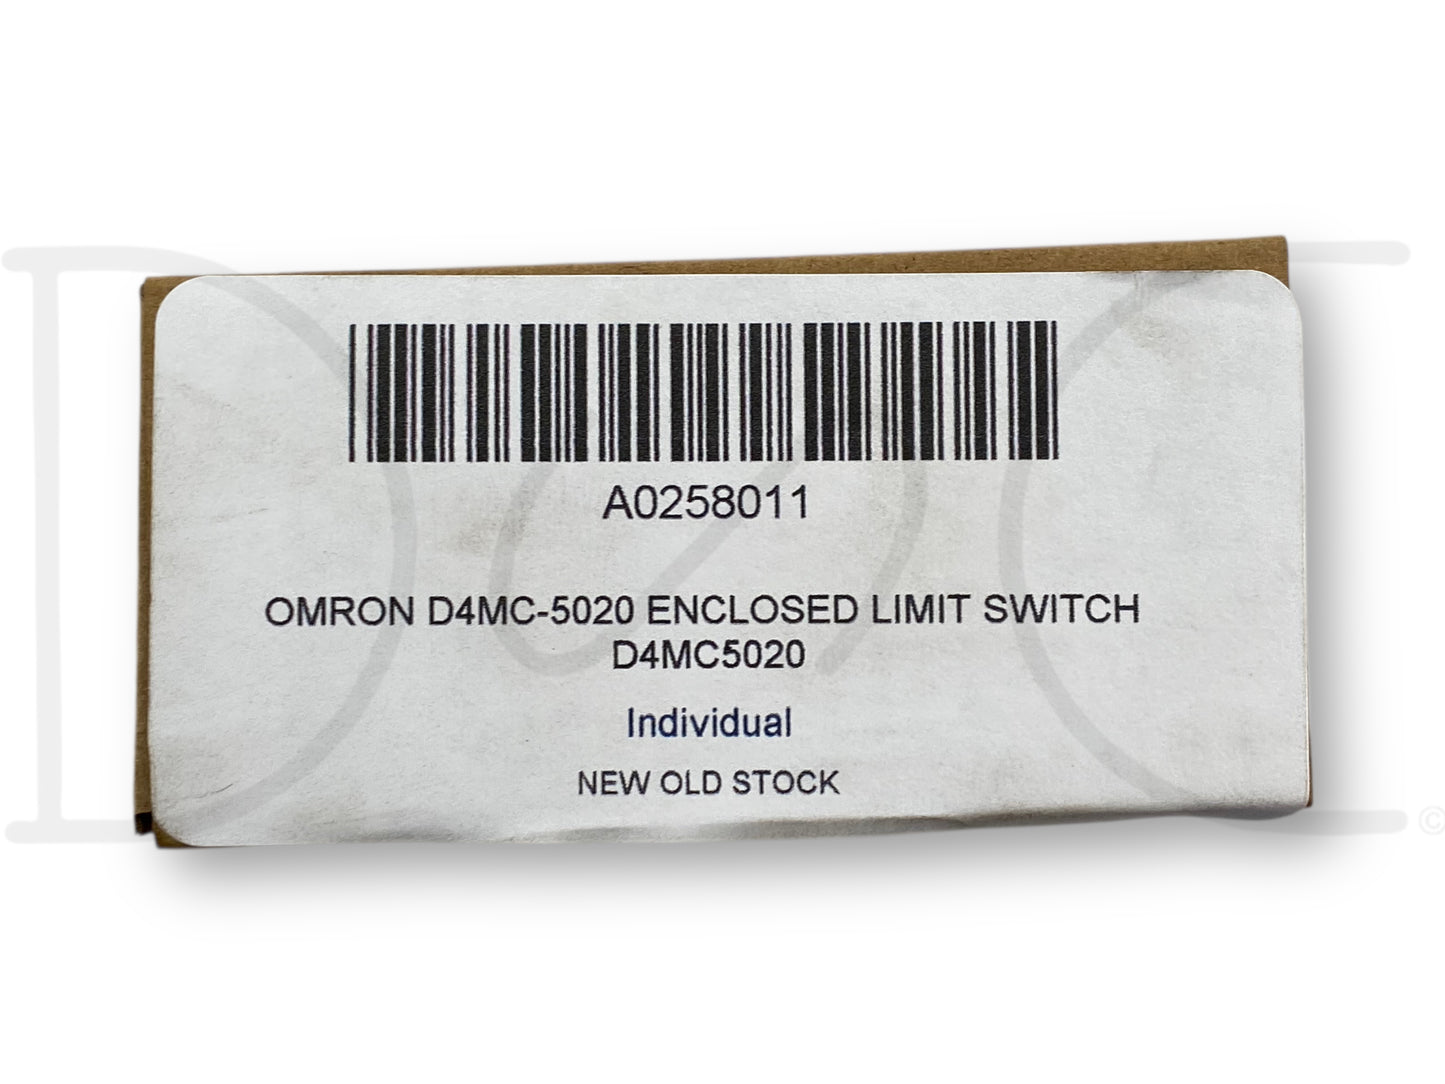 A0258011
OMRON D4MC-5020 ENCLOSED LIMIT SWITCH
D4MC5020
Individual
NEW OLD STOCK
©